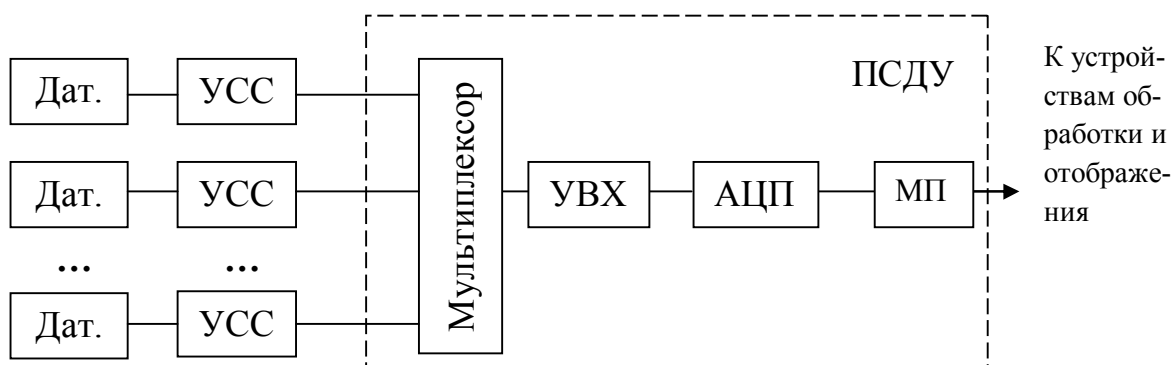 ПСДУ
Дат.
УСС
Дат.
УСС
...
...
Дат.
УСС
Мультиплексор
УВХ
АЦП
МП
К устрой-
ствам об-
работки и
отображе-
ния